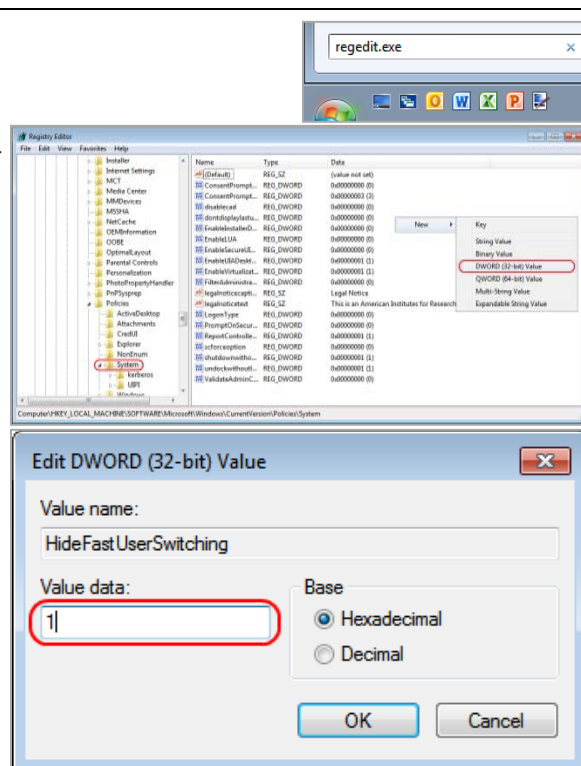 regedit.exe
Registry Editor
File Edit View Favorites Help
Installer
Internet Settings
MCT
Media Center
MMDevices
MSSHA
NetCache
OEMInformation
OOBE
OptimalLayout
Parental Controls
Personalization
PhotoPropertyHandler
PnPSysprep
Policies
ActiveDesktop
Attachments
CredUI
Explorer
NonEnum
System
kerberos
UIPI
Windows
Name Type Data
(Default) REG_SZ (value not set)
ConsentPrompt... REG_DWORD 0x00000000 (0)
ConsentPrompt... REG_DWORD 0x00000003 (3)
disablecad REG_DWORD 0x00000000 (0)
dontdisplaylastu... REG_DWORD 0x00000000 (0)
EnableInstallerD... REG_DWORD 0x00000000 (0)
EnableLUA REG_DWORD 0x00000000 (0)
EnableSecureUI... REG_DWORD 0x00000000 (0)
EnableUIADeskt... REG_DWORD 0x00000001 (1)
EnableVirtualizat... REG_DWORD 0x00000001 (1)
FilterAdministra... REG_DWORD 0x00000000 (0)
legalnoticecapti... REG_SZ Legal Notice
legalnoticetext REG_SZ This is an American Institutes for Research
LogonType REG_DWORD 0x00000000 (0)
PromptOnSecur... REG_DWORD 0x00000000 (0)
ReportControlle... REG_DWORD 0x00000001 (1)
scforceoption REG_DWORD 0x00000000 (0)
shutdownwitho... REG_DWORD 0x00000001 (1)
undockwithoutl... REG_DWORD 0x00000001 (1)
ValidateAdminC... REG_DWORD 0x00000000 (0)
New
Key
String Value
Binary Value
DWORD (32-bit) Value
QWORD (64-bit) Value
Multi-String Value
Expandable String Value
Computer\HKEY_LOCAL_MACHINE\SOFTWARE\Microsoft\Windows\CurrentVersion\Policies\System
Edit DWORD (32-bit) Value
Value name:
HideFastUserSwitching
Value data:
1
Base
Hexadecimal
Decimal
OK Cancel